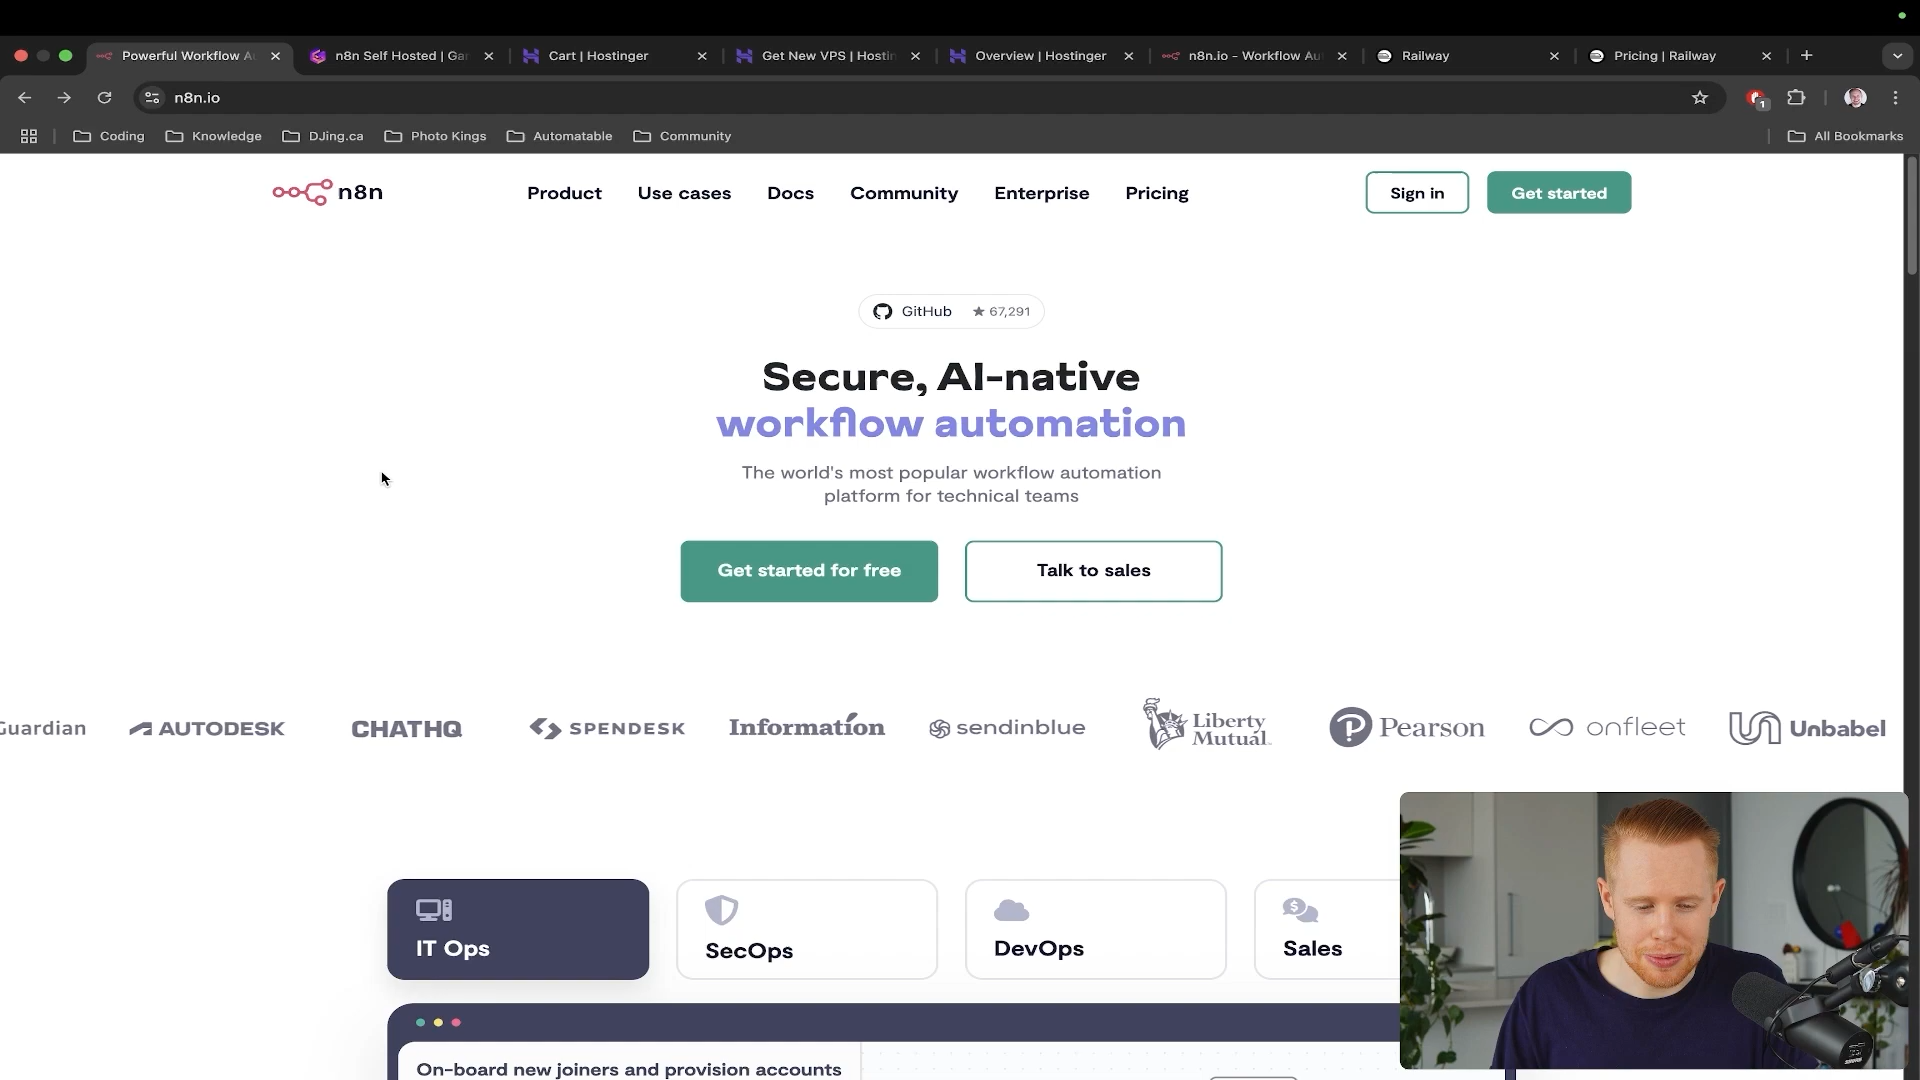 Powerful Workflow Au
n8n Self Hosted | Gar
Cart | Hostinger
Get New VPS | Hostin
Overview | Hostinger
n8n.io - Workflow Au
Railway
Pricing | Railway
n8n.io
1
Coding
Knowledge
DJing.ca
Photo Kings
Automatable
Community
All Bookmarks
n8n
Product
Use cases
Docs
Community
Enterprise
Pricing
Sign in
Get started
GitHub ★ 67,291
Secure, AI-native
workflow automation
The world's most popular workflow automation
platform for technical teams
Get started for free
Talk to sales
Guardian
AUTODESK
CHATHQ
SPENDESK
Information
sendinblue
Liberty
Mutual
Pearson
onfleet
Unbabel
IT Ops
SecOps
DevOps
Sales
On-board new joiners and provision accounts